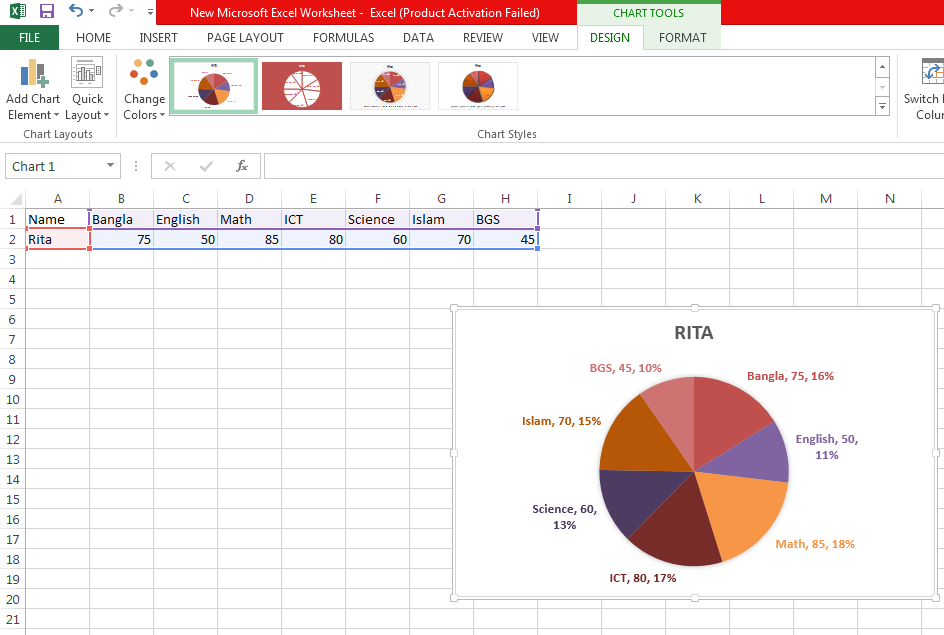 New Microsoft Excel Worksheet - Excel (Product Activation Failed)
CHART TOOLS
FILE HOME INSERT PAGE LAYOUT FORMULAS DATA REVIEW VIEW DESIGN FORMAT
Add Chart Quick Change Switch
Element Layout Colors Colu
Chart Layouts Chart Styles
Chart 1 fx
A B C D E F G H I J K L M N
1 Name Bangla English Math ICT Science Islam BGS
2 Rita 75 50 85 80 60 70 45
3
4
5
6
7
8
9
10
11
12
13
14
15
16
17
18
19
20
21
RITA
BGS, 45, 10%
Bangla, 75, 16%
Islam, 70, 15%
English, 50,
11%
Science, 60,
13%
Math, 85, 18%
ICT, 80, 17%